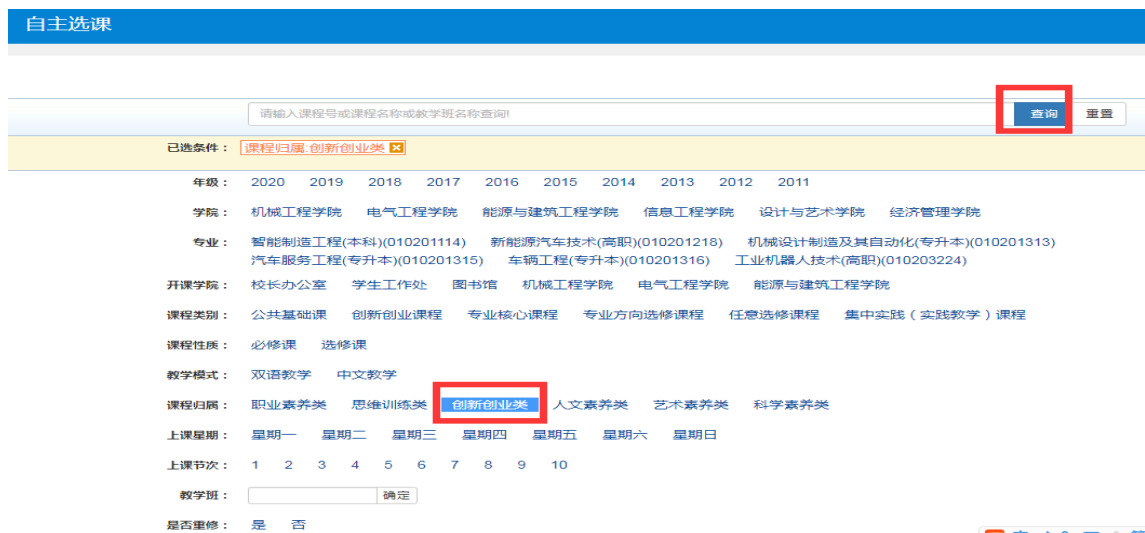 自主选课
请输入课程号或课程名称或教学班名称查询! 查询 重置
已选条件： 课程归属:创新创业类
年级： 2020 2019 2018 2017 2016 2015 2014 2013 2012 2011
学院： 机械工程学院 电气工程学院 能源与建筑工程学院 信息工程学院 设计与艺术学院 经济管理学院
专业： 智能制造工程(本科)(010201114) 新能源汽车技术(高职)(010201218) 机械设计制造及其自动化(专升本)(010201313)
汽车服务工程(专升本)(010201315) 车辆工程(专升本)(010201316) 工业机器人技术(高职)(010203224)
开课学院： 校长办公室 学生工作处 图书馆 机械工程学院 电气工程学院 能源与建筑工程学院
课程类别： 公共基础课 创新创业课程 专业核心课程 专业方向选修课程 任意选修课程 集中实践（实践教学）课程
课程性质： 必修课 选修课
教学模式： 双语教学 中文教学
课程归属： 职业素养类 思维训练类 创新创业类 人文素养类 艺术素养类 科学素养类
上课星期： 星期一 星期二 星期三 星期四 星期五 星期六 星期日
上课节次： 1 2 3 4 5 6 7 8 9 10
教学班： 确定
是否重修： 是 否